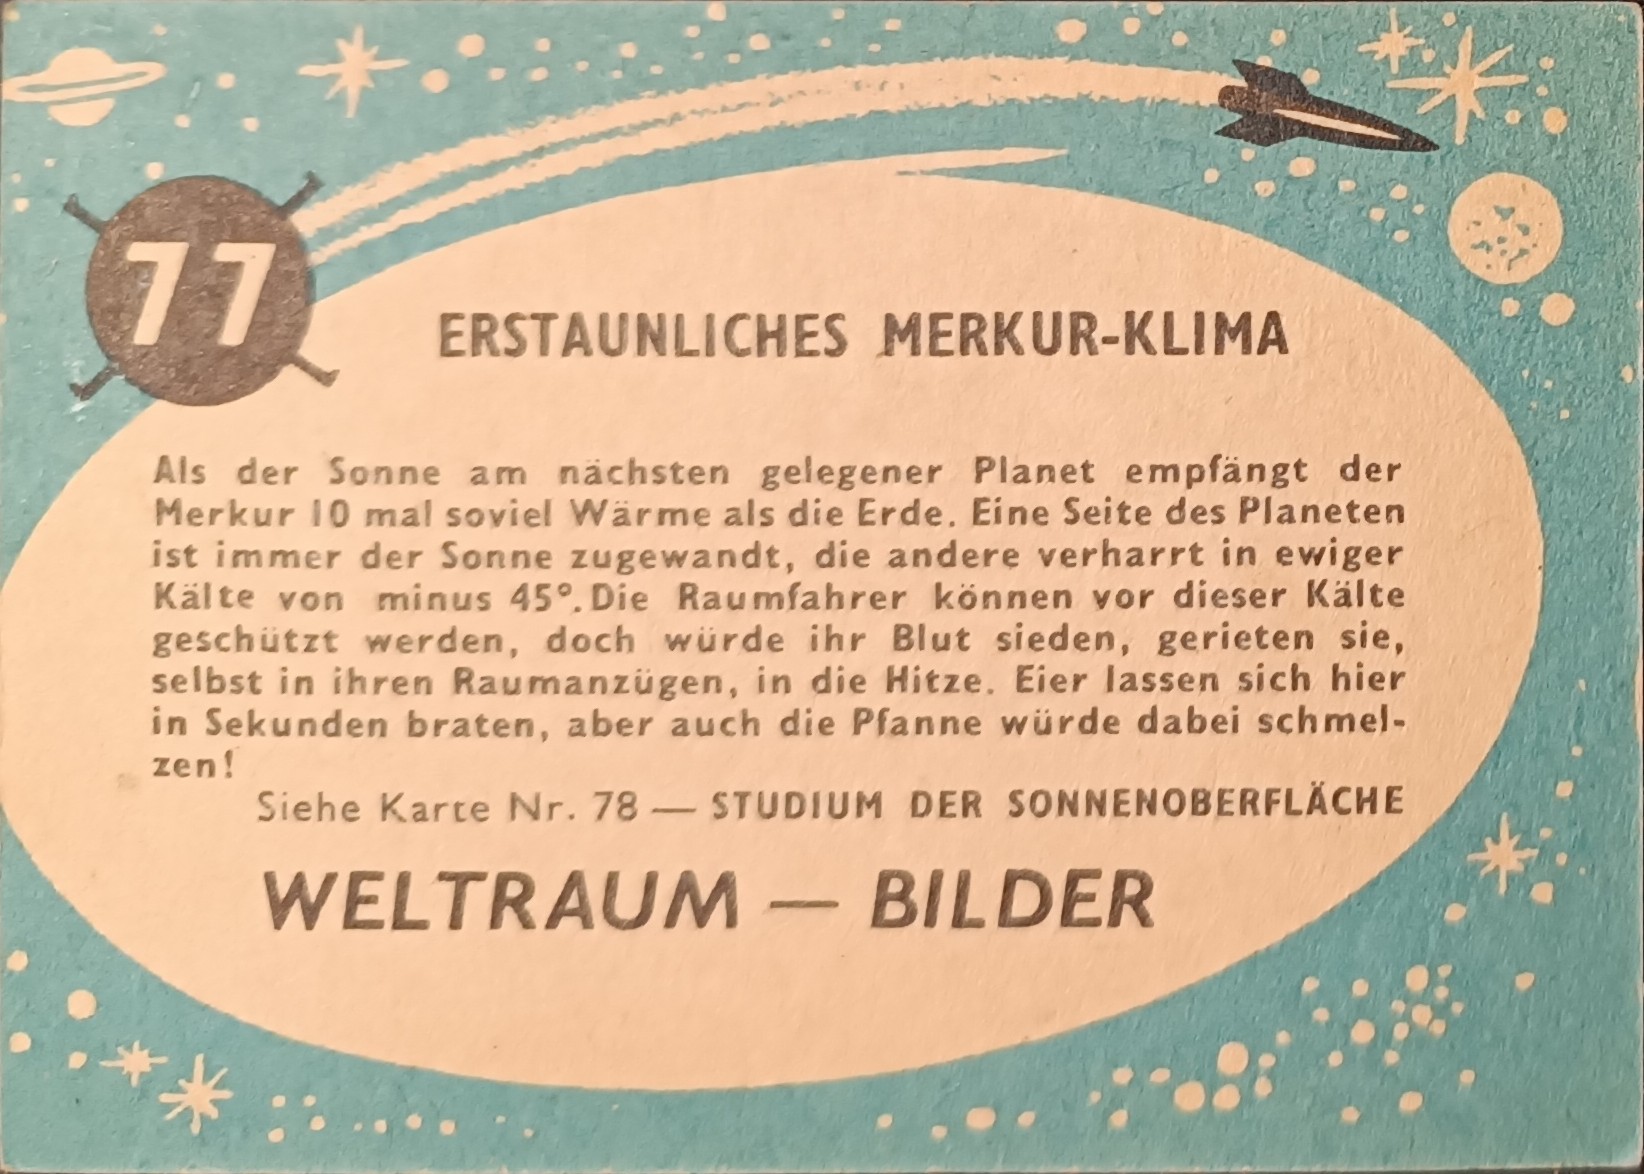 77
ERSTAUNLICHES MERKUR-KLIMA
Als der Sonne am nächsten gelegener Planet empfängt der
Merkur 10 mal soviel Wärme als die Erde. Eine Seite des Planeten
ist immer der Sonne zugewandt, die andere verharrt in ewiger
Kälte von minus 45°. Die Raumfahrer können vor dieser Kälte
geschützt werden, doch würde ihr Blut sieden, gerieten sie,
selbst in ihren Raumanzügen, in die Hitze. Eier lassen sich hier
in Sekunden braten, aber auch die Pfanne würde dabei schmel-
zen!
Siehe Karte Nr. 78 — STUDIUM DER SONNENOBERFLÄCHE
WELTRAUM — BILDER